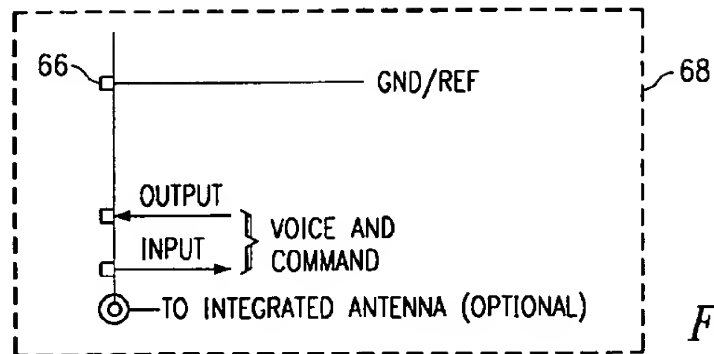 66
GND/REF
68
OUTPUT
VOICE AND
INPUT
COMMAND
TO INTEGRATED ANTENNA (OPTIONAL)
F